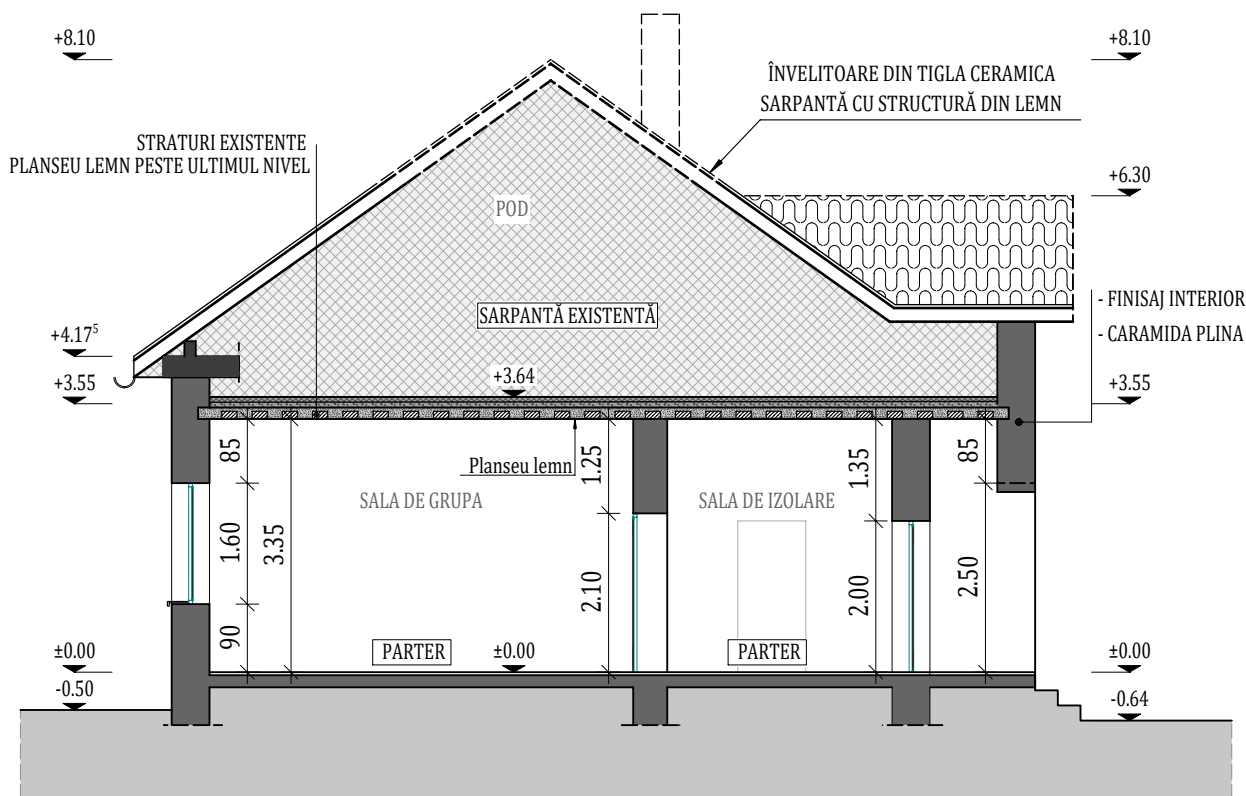 +8.10
+8.10
ÎNVELITOARE DIN TIGLA CERAMICA
SARPANTĂ CU STRUCTURĂ DIN LEMN
STRATURI EXISTENTE
PLANSEU LEMN PESTE ULTIMUL NIVEL
+6.30
POD
- FINISAJ INTERIOR
- CARAMIDA PLINA
SARPANTĂ EXISTENTĂ
+4.17⁵
+3.55
+3.64
+3.55
85
1.25
1.35
85
Planseu lemn
SALA DE GRUPA
SALA DE IZOLARE
1.60
3.35
2.10
2.00
2.50
90
±0.00
PARTER
±0.00
PARTER
±0.00
-0.50
-0.64